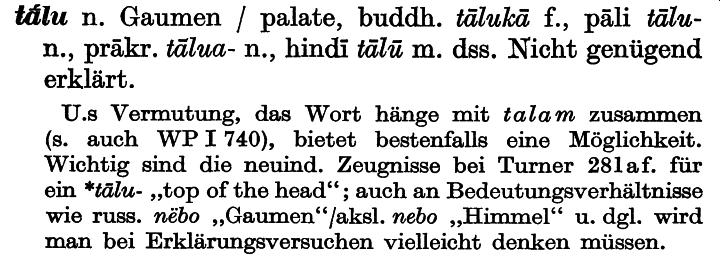 tā́lu n. Gaumen / palate, buddh. tālukā f., pāli tālu-
n., prākr. tālua- n., hindī tālū m. dss. Nicht genügend
erklärt.
U.s Vermutung, das Wort hänge mit talam zusammen
(s. auch WP I 740), bietet bestenfalls eine Möglichkeit.
Wichtig sind die neuind. Zeugnisse bei Turner 281af. für
ein *tālu- „top of the head“; auch an Bedeutungsverhältnisse
wie russ. nëbo „Gaumen“/aksl. nebo „Himmel“ u. dgl. wird
man bei Erklärungsversuchen vielleicht denken müssen.